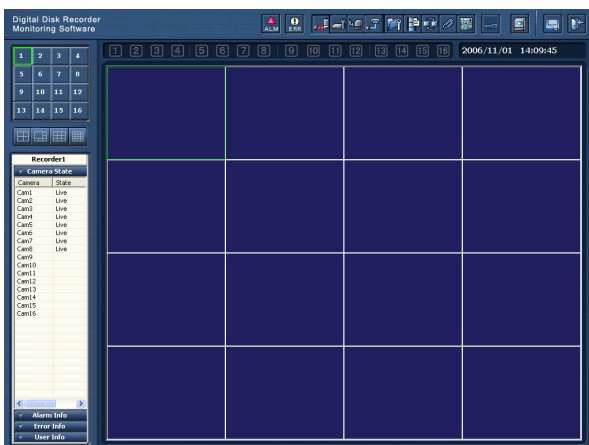 Digital Disk Recorder
Monitoring Software
ALM ERR
1 2 3 4 5 6 7 8 9 10 11 12 13 14 15 16 2006/11/01 14:09:45
1 2 3 4
5 6 7 8
9 10 11 12
13 14 15 16
Recorder1
Camera State
Camera State
Cam1 Live
Cam2 Live
Cam3 Live
Cam4 Live
Cam5 Live
Cam6 Live
Cam7 Live
Cam8 Live
Cam9
Cam10
Cam11
Cam12
Cam13
Cam14
Cam15
Cam16
Alarm Info
Error Info
User Info